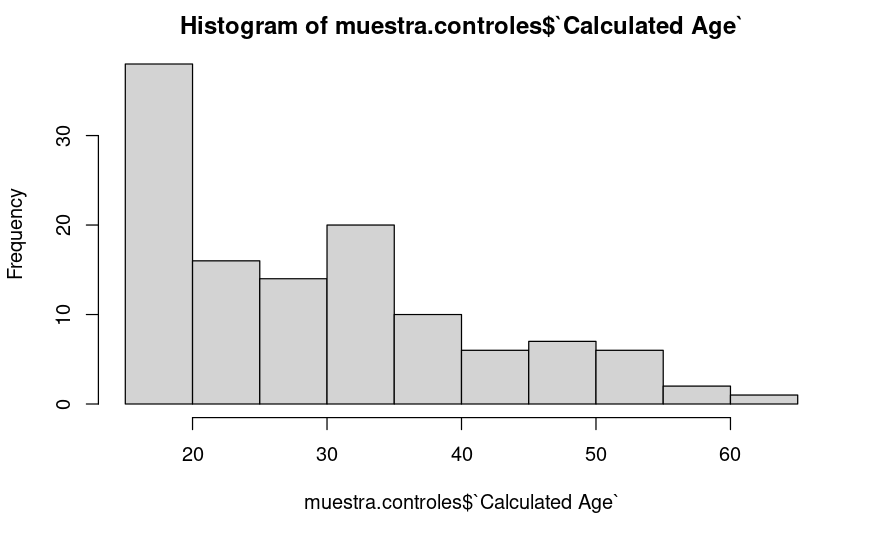 Histogram of muestra.controles$`Calculated Age`
Frequency
30
20
10
0
20 30 40 50 60
muestra.controles$`Calculated Age`